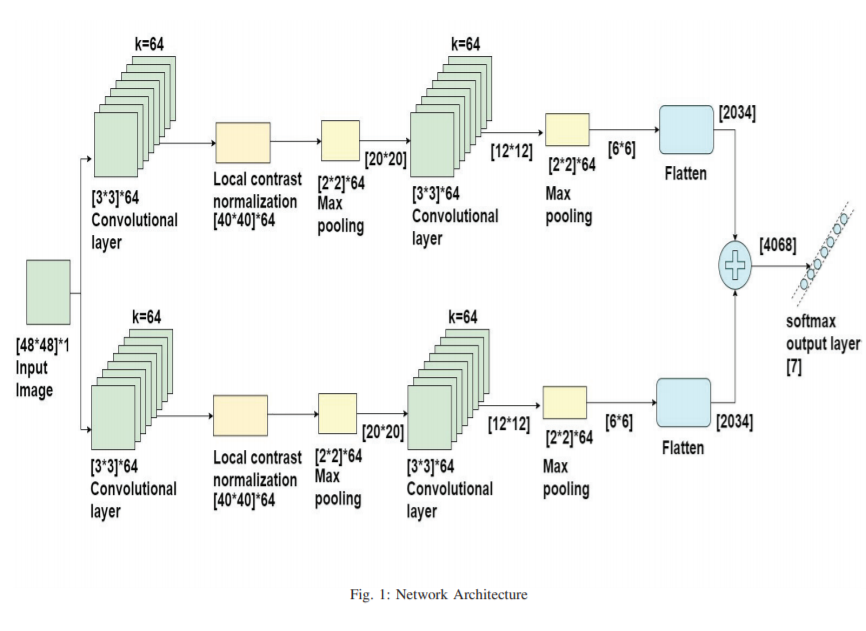 k=64
[3*3]*64
Convolutional
layer
Local contrast
normalization
[40*40]*64
[2*2]*64
Max
pooling
[20*20]
k=64
[3*3]*64
Convolutional
layer
[12*12]
[2*2]*64
Max
pooling
[6*6]
Flatten
[2034]
[48*48]*1
Input
Image
k=64
[3*3]*64
Convolutional
layer
Local contrast
normalization
[40*40]*64
[2*2]*64
Max
pooling
[20*20]
k=64
[3*3]*64
Convolutional
layer
[12*12]
[2*2]*64
Max
pooling
[6*6]
Flatten
[2034]
[4068]
softmax
output layer
[7]
Fig. 1: Network Architecture